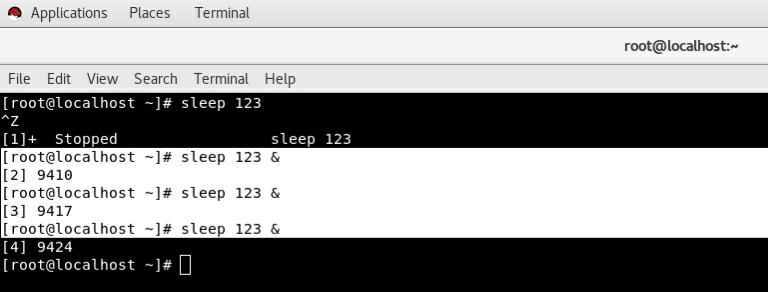 Applications Places Terminal
root@localhost:~
File Edit View Search Terminal Help
[root@localhost ~]# sleep 123
^Z
[1]+  Stopped                 sleep 123
[root@localhost ~]# sleep 123 &
[2] 9410
[root@localhost ~]# sleep 123 &
[3] 9417
[root@localhost ~]# sleep 123 &
[4] 9424
[root@localhost ~]#